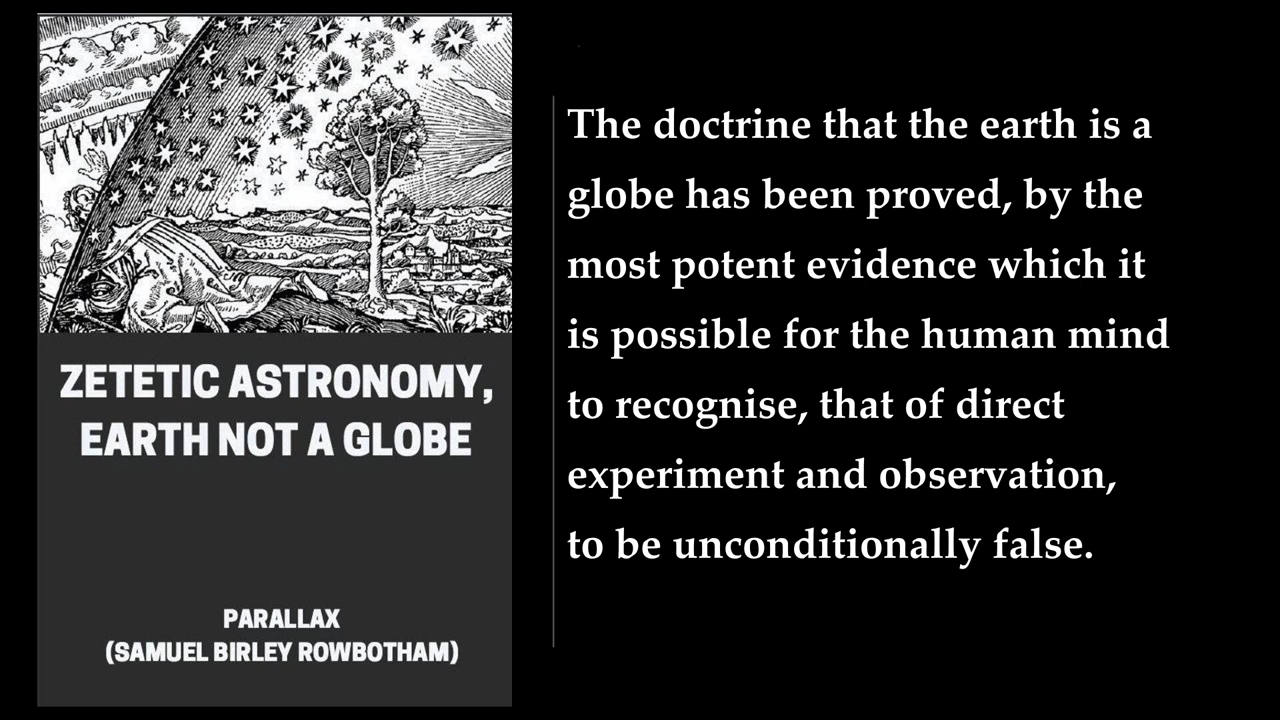 ZETETIC ASTRONOMY,
EARTH NOT A GLOBE
PARALLAX
(SAMUEL BIRLEY ROWBOTHAM)
The doctrine that the earth is a
globe has been proved, by the
most potent evidence which it
is possible for the human mind
to recognise, that of direct
experiment and observation,
to be unconditionally false.